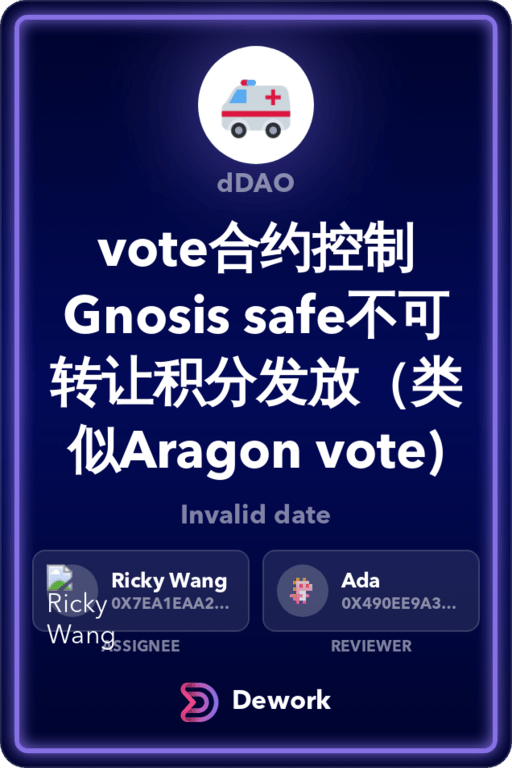 dDAO
vote合约控制
Gnosis safe不可
转让积分发放（类
似Aragon vote)
Invalid date
Ricky Wang
0X7EA1EAA2...
Ricky
Wang
ASSIGNEE
Ada
0X490EE9A3...
REVIEWER
Dework